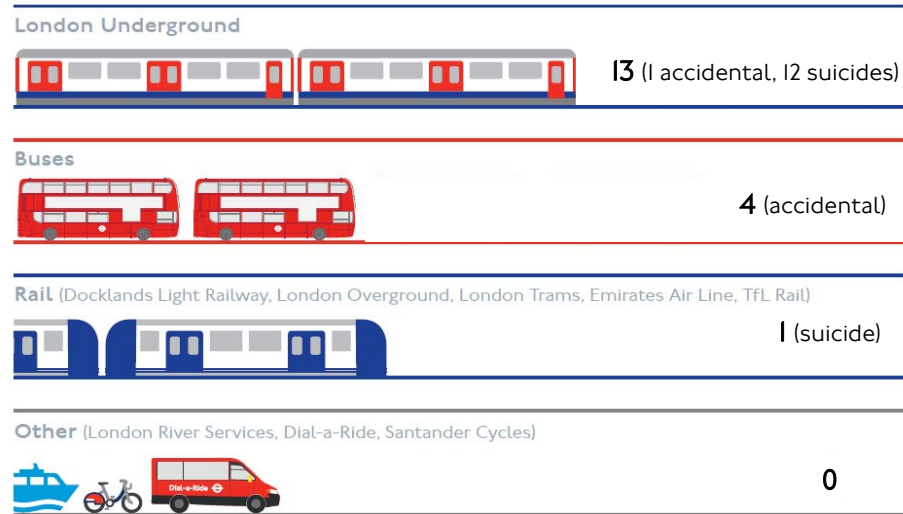 London Underground
13 (1 accidental, 12 suicides)
Buses
4 (accidental)
Rail (Docklands Light Railway, London Overground, London Trams, Emirates Air Line, TfL Rail)
1 (suicide)
Other (London River Services, Dial-a-Ride, Santander Cycles)
Dial-a-Ride
0